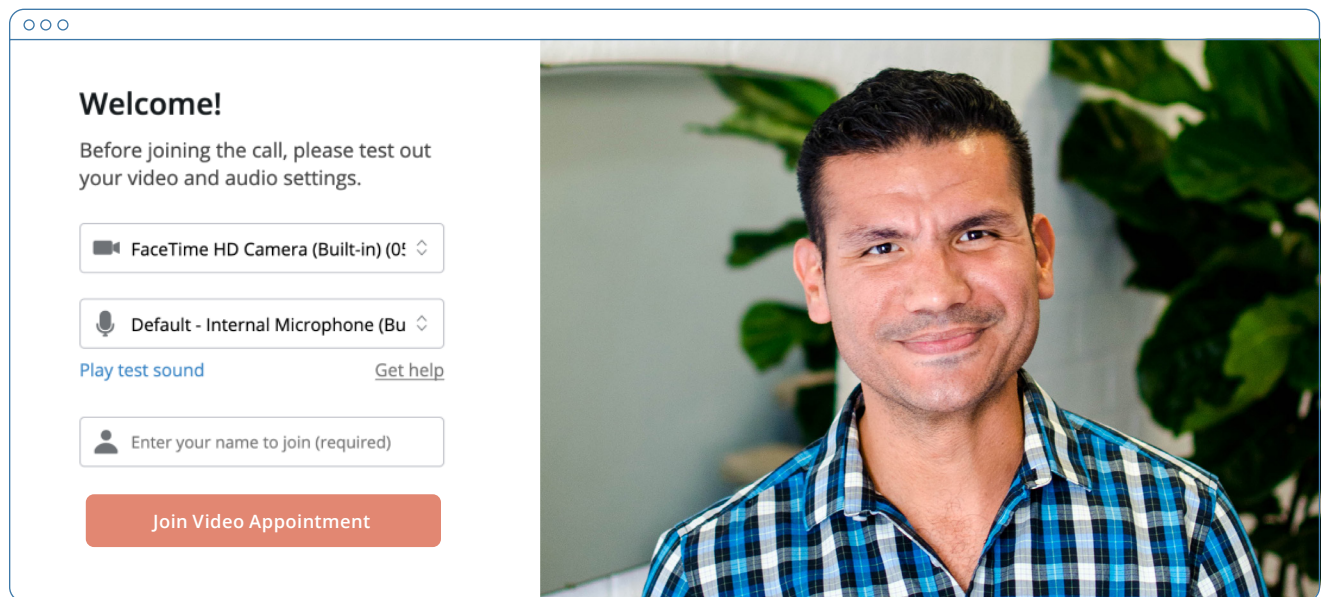 Welcome!
Before joining the call, please test out
your video and audio settings.
FaceTime HD Camera (Built-in) (05
Default - Internal Microphone (Bu
Play test sound
Get help
Enter your name to join (required)
Join Video Appointment